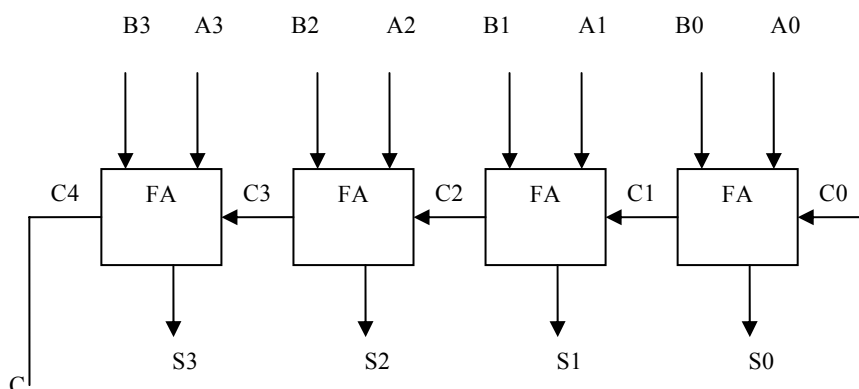 B3 A3 B2 A2 B1 A1 B0 A0
C4 FA C3 FA C2 FA C1 FA C0
S3 S2 S1 S0
C